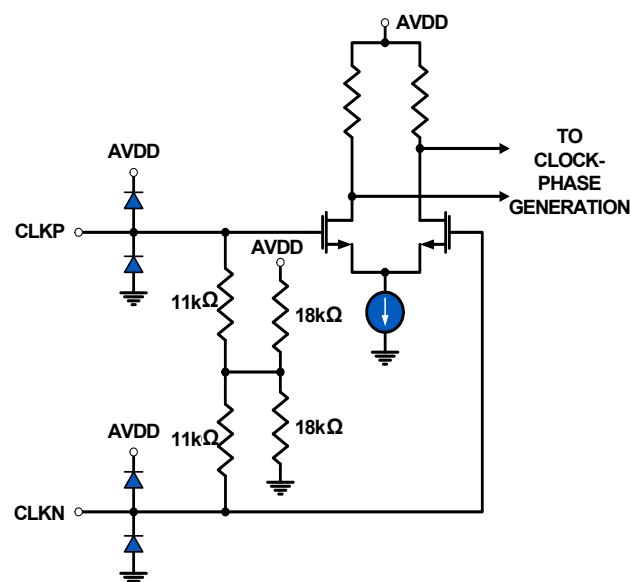 AVDD
TO
CLOCK-
PHASE
GENERATION
AVDD
CLKP
AVDD
11kΩ
18kΩ
11kΩ
18kΩ
AVDD
CLKN